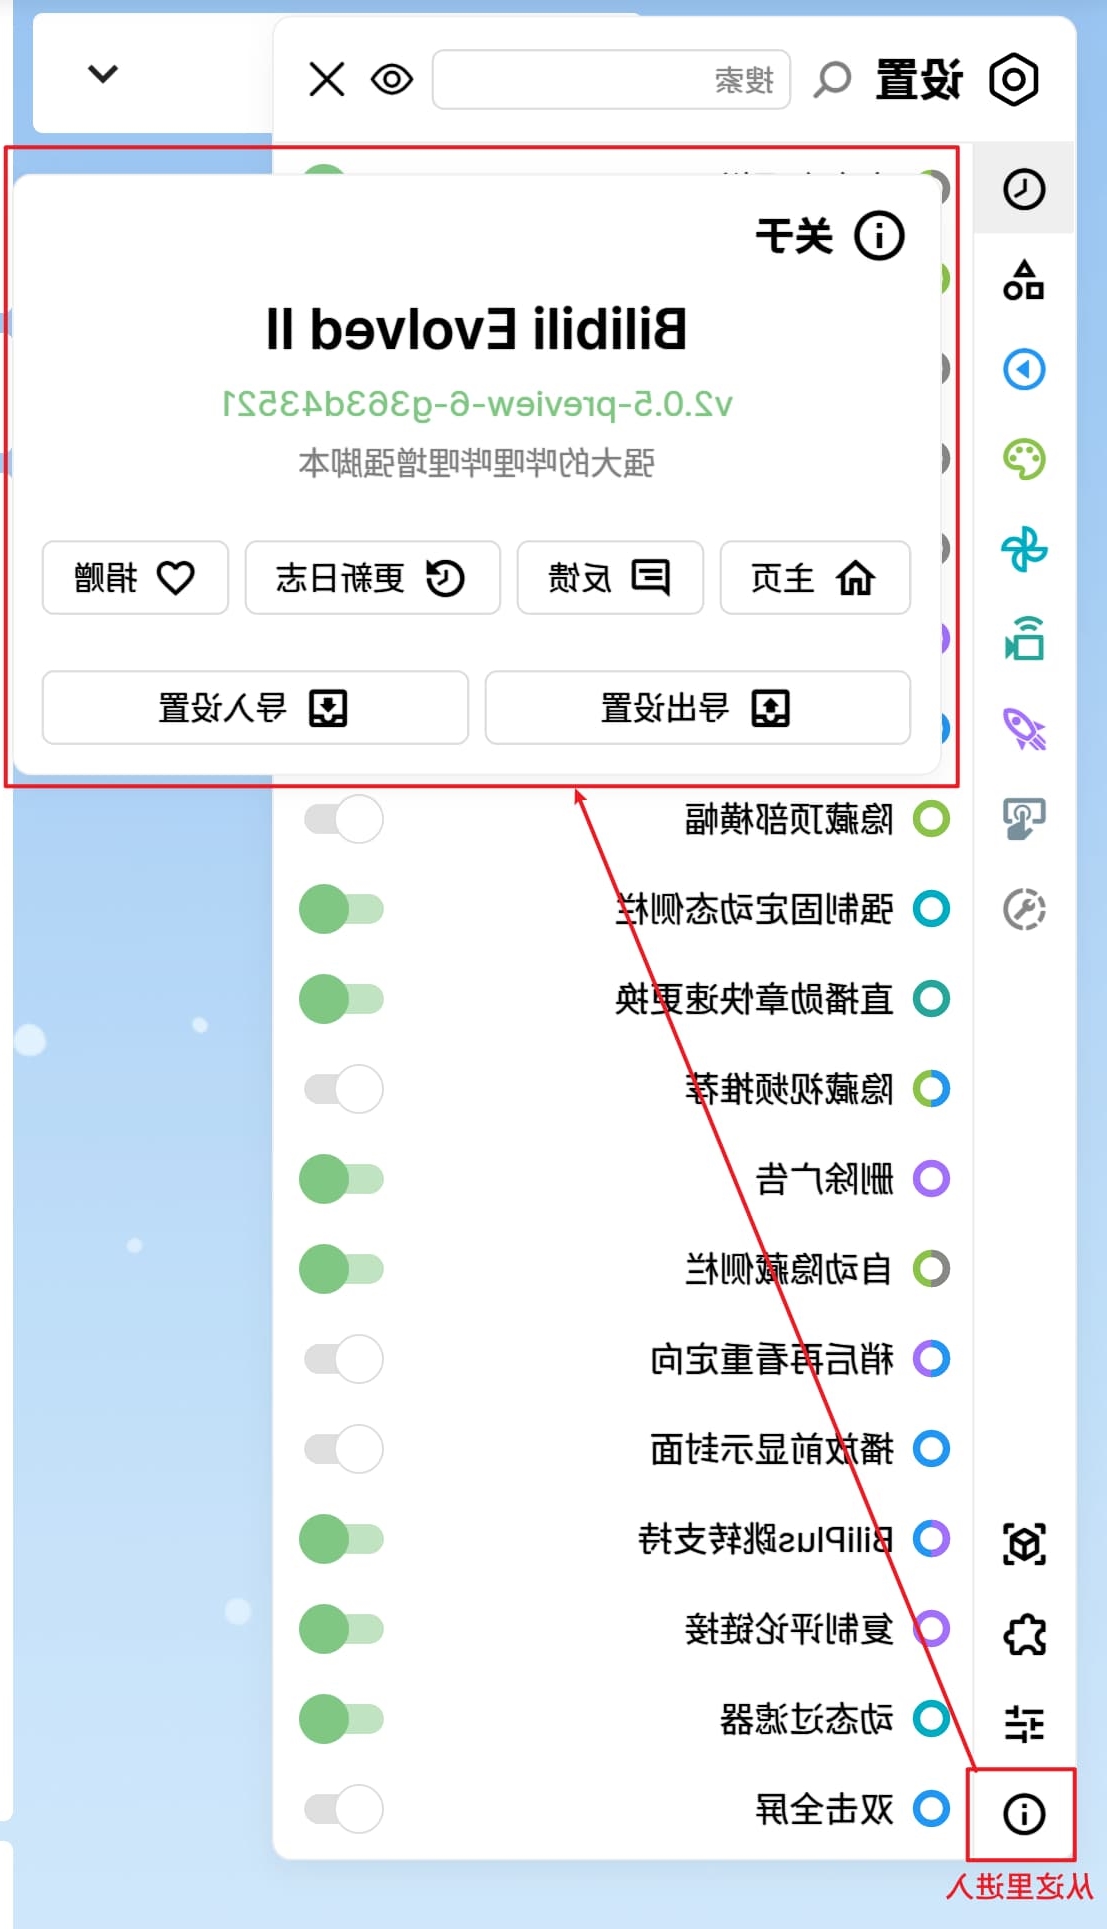 设置
搜索
关于
Bilibili Evolved II
v2.0.5-preview-6-g363d43521
强大的哔哩哔哩增强脚本
主页
反馈
更新日志
捐赠
导出设置
导入设置
隐藏顶部横幅
强制固定动态侧栏
直播勋章快速更换
隐藏视频推荐
删除广告
自动隐藏侧栏
稍后再看重定向
播放前显示封面
BiliPlus跳转支持
复制评论链接
动态过滤器
双击全屏
从这里进入